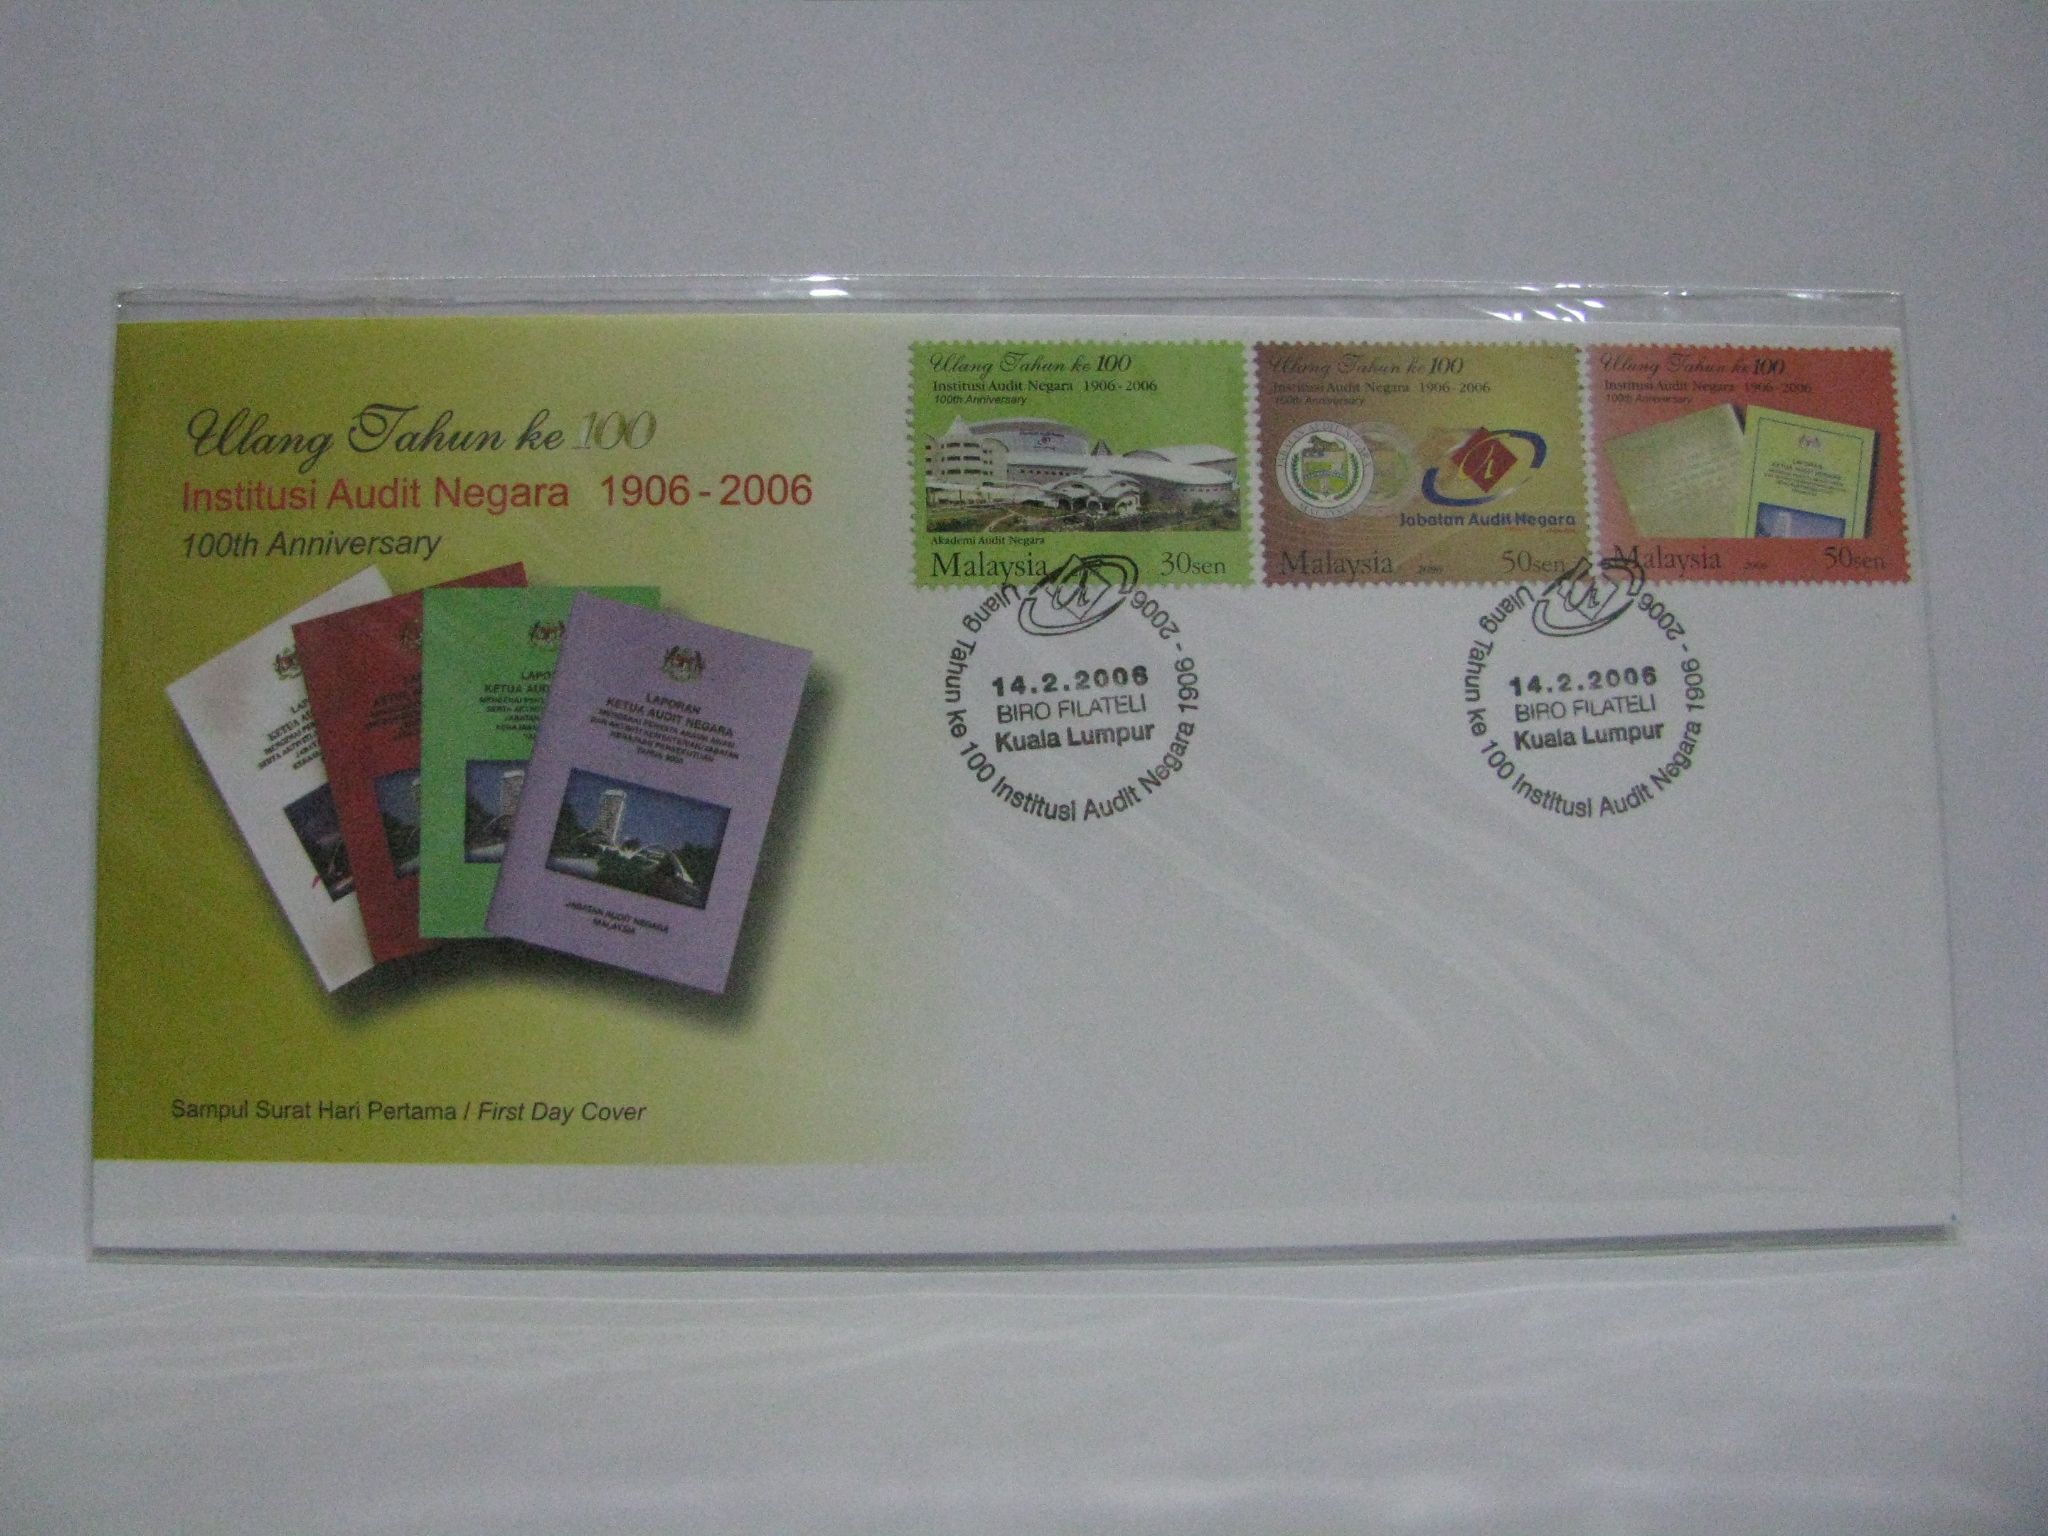 Ulang Tahun ke 100
Institusi Audit Negara 1906 - 2006
100th Anniversary
LAPORAN
KETUA AUDIT NEGARA
JABATAN AUDIT NEGARA
MALAYSIA
Sampul Surat Hari Pertama / First Day Cover
Ulang Tahun ke 100
Institusi Audit Negara 1906 - 2006
100th Anniversary
Akademi Audit Negara
Malaysia 30sen
Ulang Tahun ke 100
Institusi Audit Negara 1906 - 2006
100th Anniversary
Jabatan Audit Negara
Malaysia 2006 50sen
Ulang Tahun ke 100
Institusi Audit Negara 1906 - 2006
100th Anniversary
LAPORAN
KETUA AUDIT NEGARA
Malaysia 2006 50sen
Ulang Tahun ke 100 Institusi Audit Negara 1906 - 2006
14.2.2006
BIRO FILATELI
Kuala Lumpur
Ulang Tahun ke 100 Institusi Audit Negara 1906 - 2006
14.2.2006
BIRO FILATELI
Kuala Lumpur